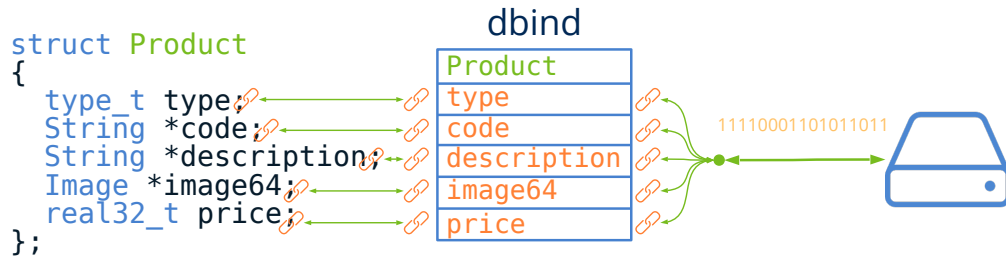 struct Product
{
type_t type;
String *code;
String *description;
Image *image64;
real32_t price;
};
dbind
Product
type
code
description
image64
price
11110001101011011